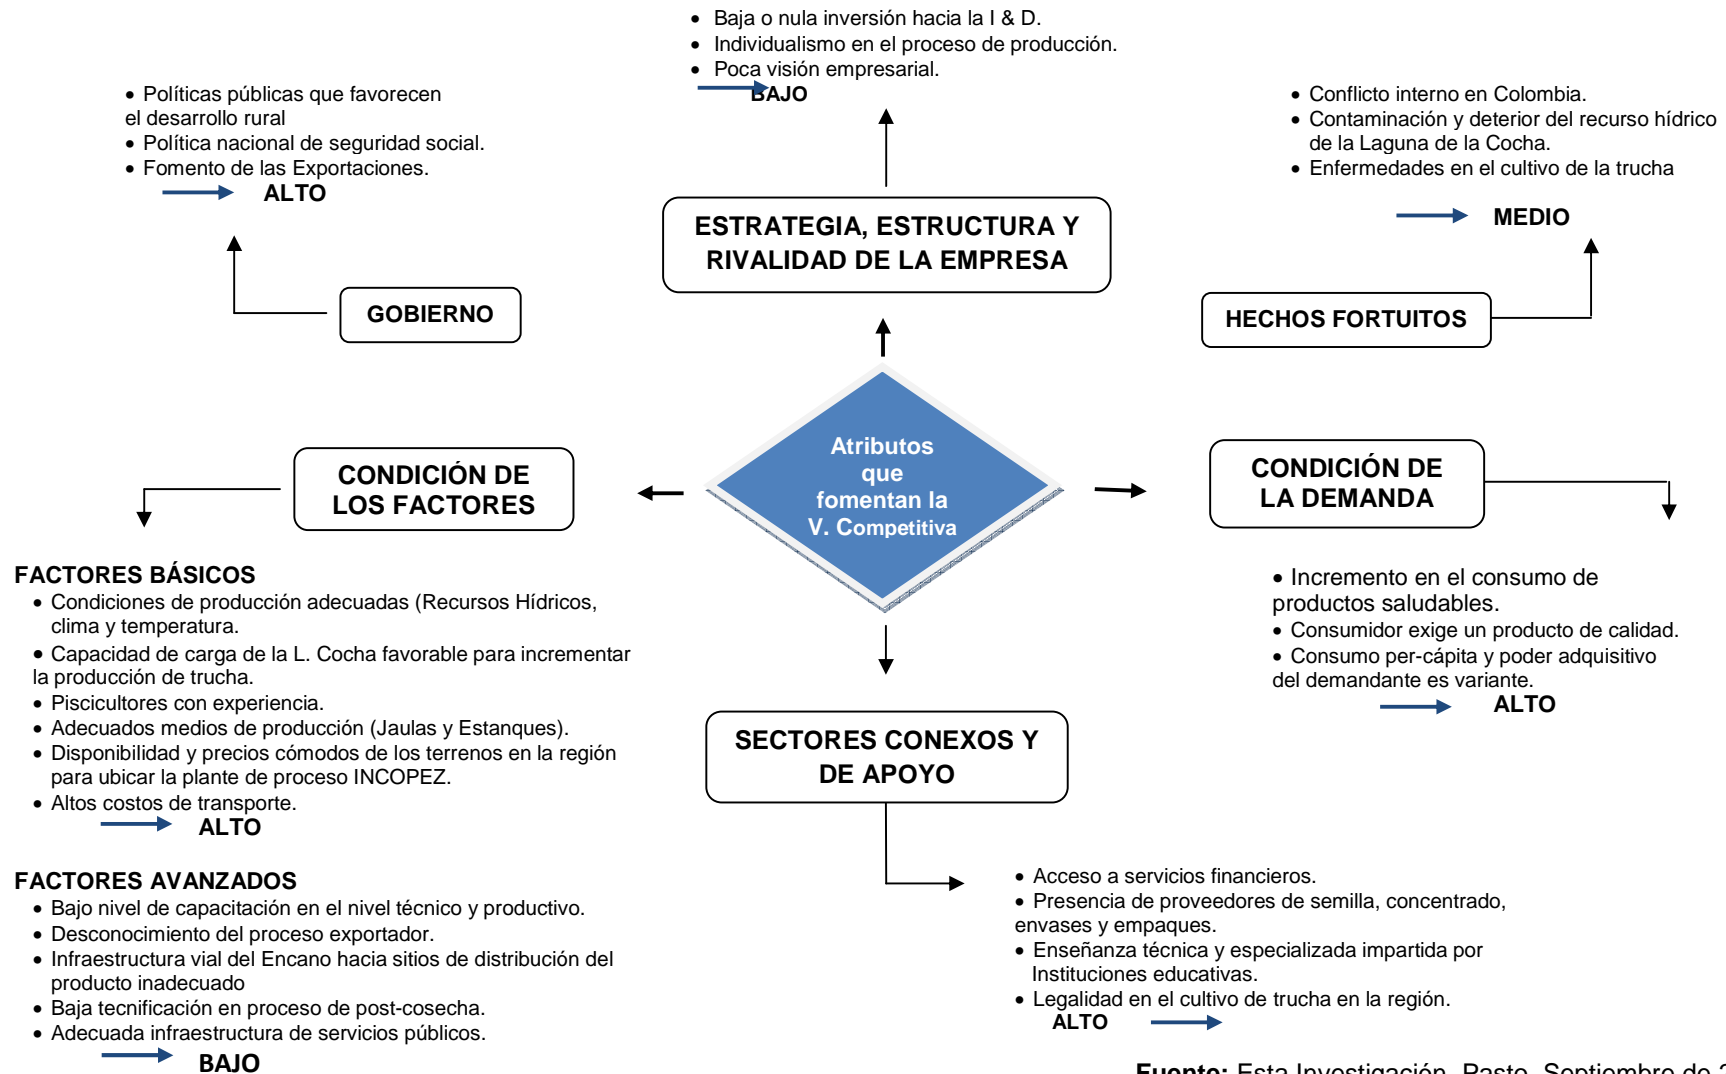 • Baja o nula inversión hacia la I & D.
• Individualismo en el proceso de producción.
• Poca visión empresarial.
BAJO
• Políticas públicas que favorecen
el desarrollo rural
• Política nacional de seguridad social.
• Fomento de las Exportaciones.
ALTO
• Conflicto interno en Colombia.
• Contaminación y deterior del recurso hídrico
de la Laguna de la Cocha.
• Enfermedades en el cultivo de la trucha
MEDIO
ESTRATEGIA, ESTRUCTURA Y
RIVALIDAD DE LA EMPRESA
GOBIERNO
HECHOS FORTUITOS
Atributos
que
fomentan la
V. Competitiva
CONDICIÓN DE
LOS FACTORES
CONDICIÓN DE
LA DEMANDA
FACTORES BÁSICOS
• Condiciones de producción adecuadas (Recursos Hídricos,
clima y temperatura.
• Capacidad de carga de la L. Cocha favorable para incrementar
la producción de trucha.
• Piscicultores con experiencia.
• Adecuados medios de producción (Jaulas y Estanques).
• Disponibilidad y precios cómodos de los terrenos en la región
para ubicar la plante de proceso INCOPEZ.
• Altos costos de transporte.
ALTO
• Incremento en el consumo de
productos saludables.
• Consumidor exige un producto de calidad.
• Consumo per-cápita y poder adquisitivo
del demandante es variante.
ALTO
SECTORES CONEXOS Y
DE APOYO
FACTORES AVANZADOS
• Bajo nivel de capacitación en el nivel técnico y productivo.
• Desconocimiento del proceso exportador.
• Infraestructura vial del Encano hacia sitios de distribución del
producto inadecuado
• Baja tecnificación en proceso de post-cosecha.
• Adecuada infraestructura de servicios públicos.
BAJO
• Acceso a servicios financieros.
• Presencia de proveedores de semilla, concentrado,
envases y empaques.
• Enseñanza técnica y especializada impartida por
Instituciones educativas.
• Legalidad en el cultivo de trucha en la región.
ALTO
Fuente: Esta Investigación. Pasto, Septiembre de